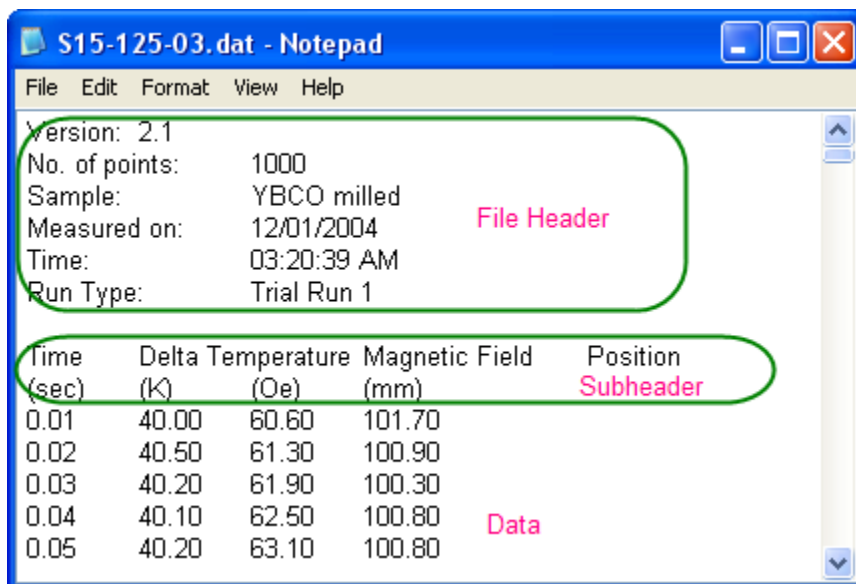 S15-125-03.dat - Notepad
File Edit Format View Help
Version: 2.1
No. of points: 1000
Sample: YBCO milled
Measured on: 12/01/2004
File Header
Time: 03:20:39 AM
Run Type: Trial Run 1
Time Delta Temperature Magnetic Field Position
(sec) (K) (Oe) (mm) Subheader
0.01 40.00 60.60 101.70
0.02 40.50 61.30 100.90
0.03 40.20 61.90 100.30
0.04 40.10 62.50 100.80 Data
0.05 40.20 63.10 100.80